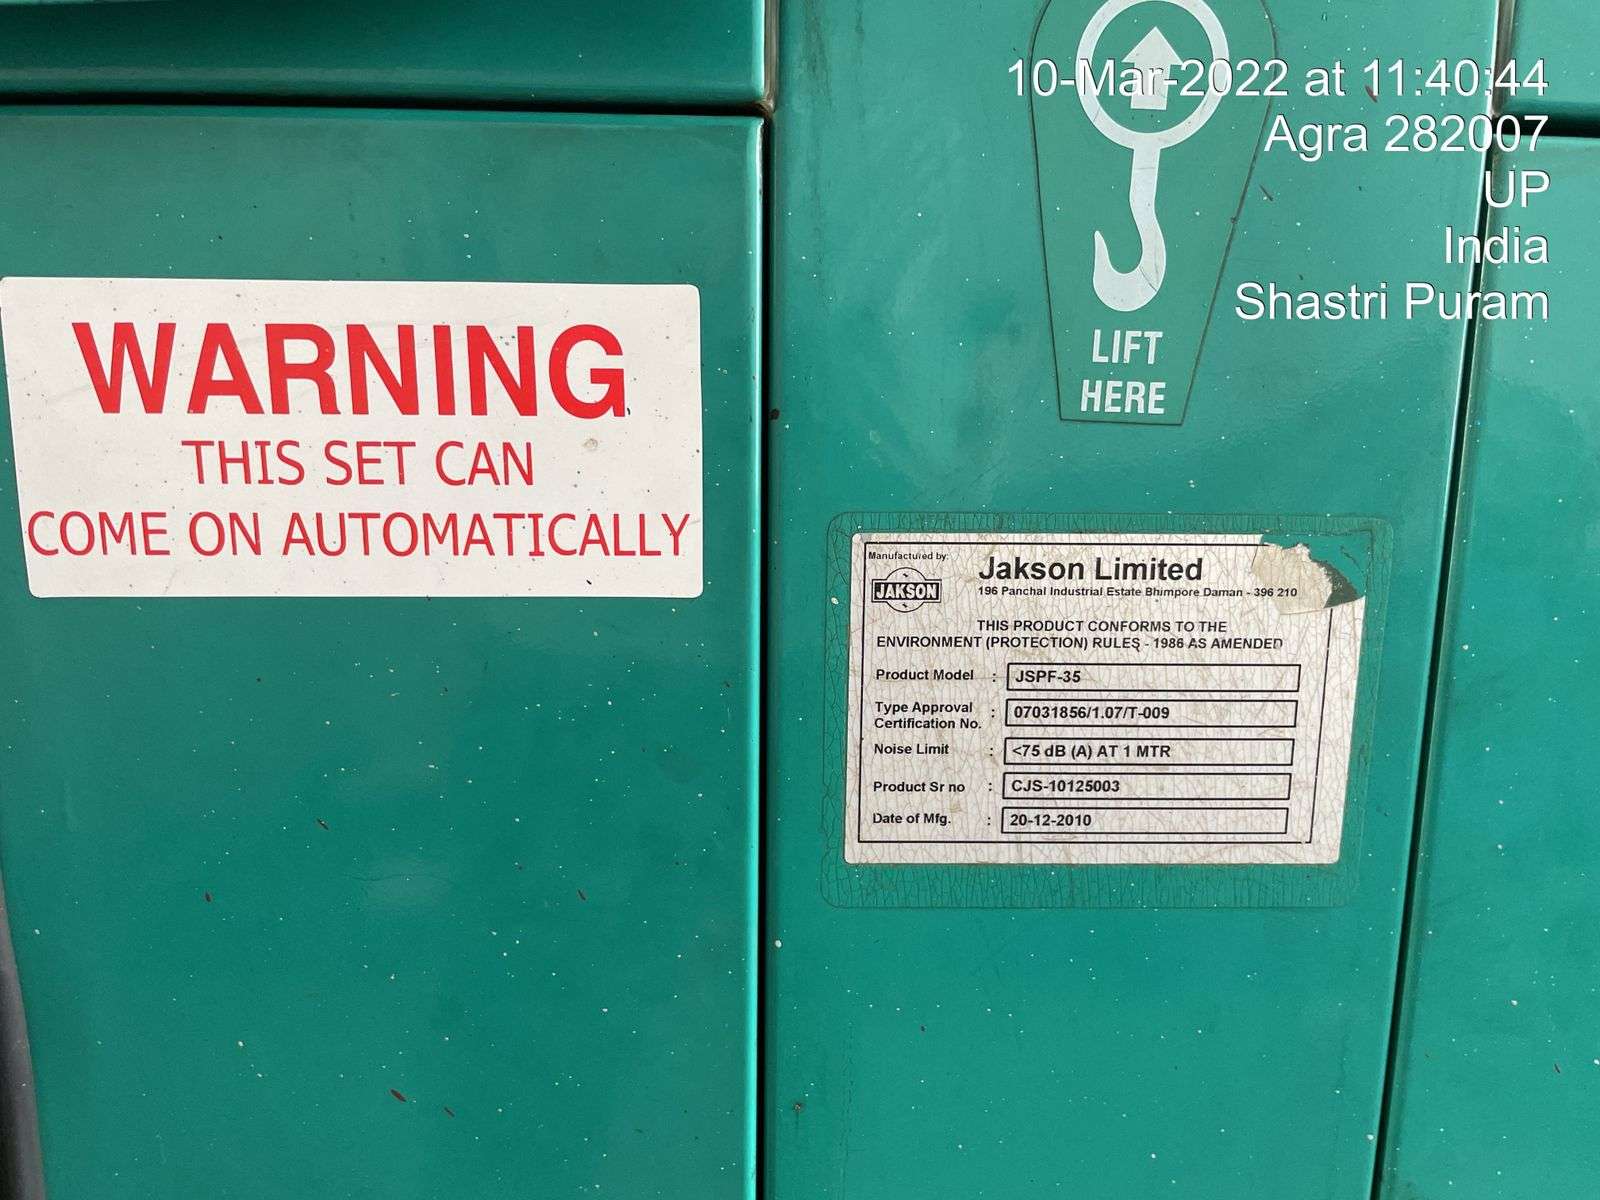 10-Mar-2022 at 11:40:44
Agra 282007
UP
India
Shastri Puram
LIFT
HERE
WARNING
THIS SET CAN
COME ON AUTOMATICALLY
Manufactured by:
JAKSON
Jakson Limited
196 Panchal Industrial Estate Bhimpore Daman - 396 210
THIS PRODUCT CONFORMS TO THE
ENVIRONMENT (PROTECTION) RULES - 1986 AS AMENDED
Product Model : JSPF-35
Type Approval
Certification No. : 07031856/1.07/T-009
Noise Limit : <75 dB (A) AT 1 MTR
Product Sr no : CJS-10125003
Date of Mfg. : 20-12-2010